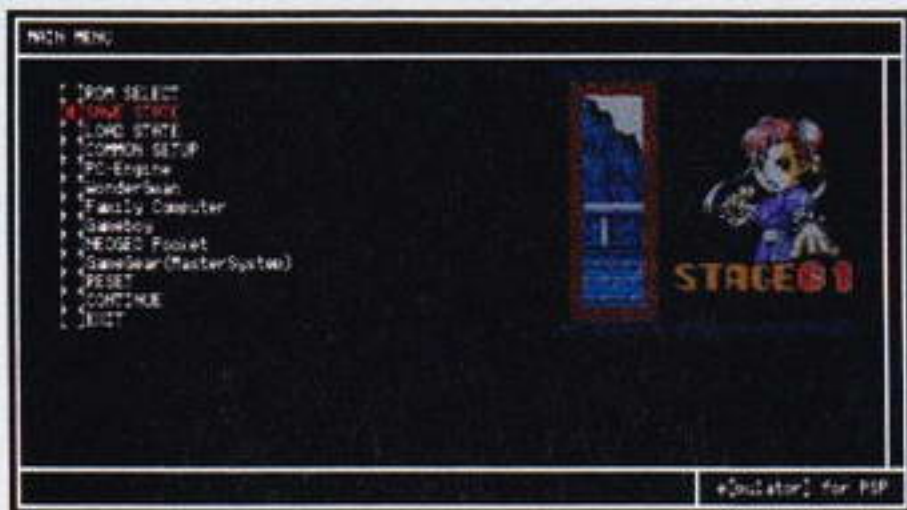 MAIN MENU
[ ]ROM SELECT
SAVE STATE
LOAD STATE
COMMON SETUP
PC-Engine
WonderSwan
Family Computer
Gameboy
NEOGEO Pocket
GameGear(MasterSystem)
RESET
CONTINUE
[ ]EXIT
STAGE01
e[mulator] for PSP